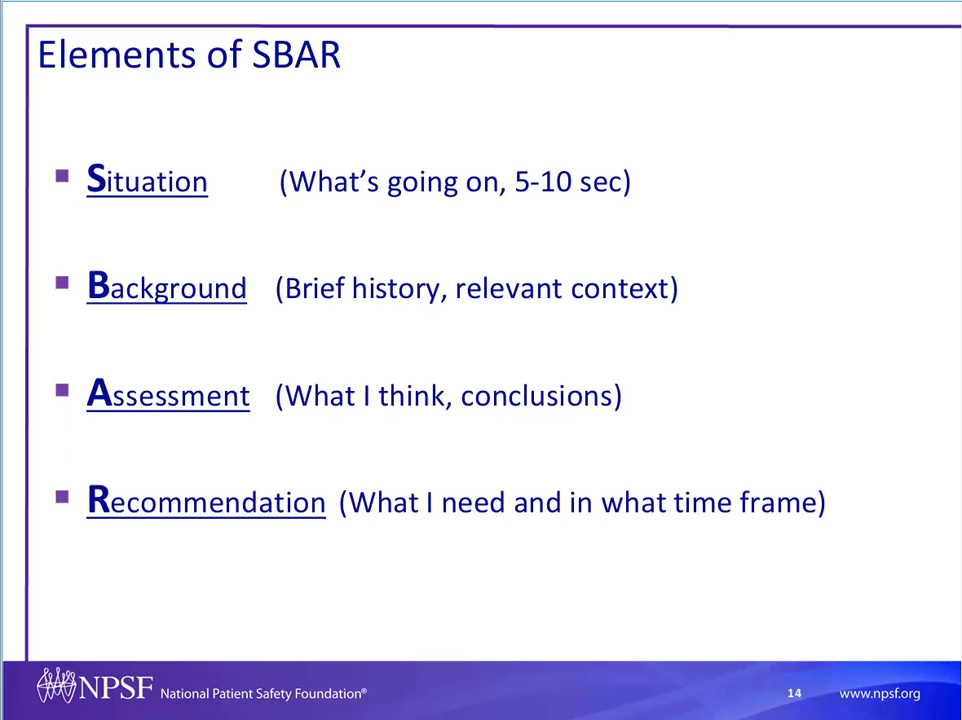 Elements of SBAR
Situation (What's going on, 5-10 sec)
Background (Brief history, relevant context)
Assessment (What I think, conclusions)
Recommendation (What I need and in what time frame)
NPSF National Patient Safety Foundation® 14 www.npsf.org